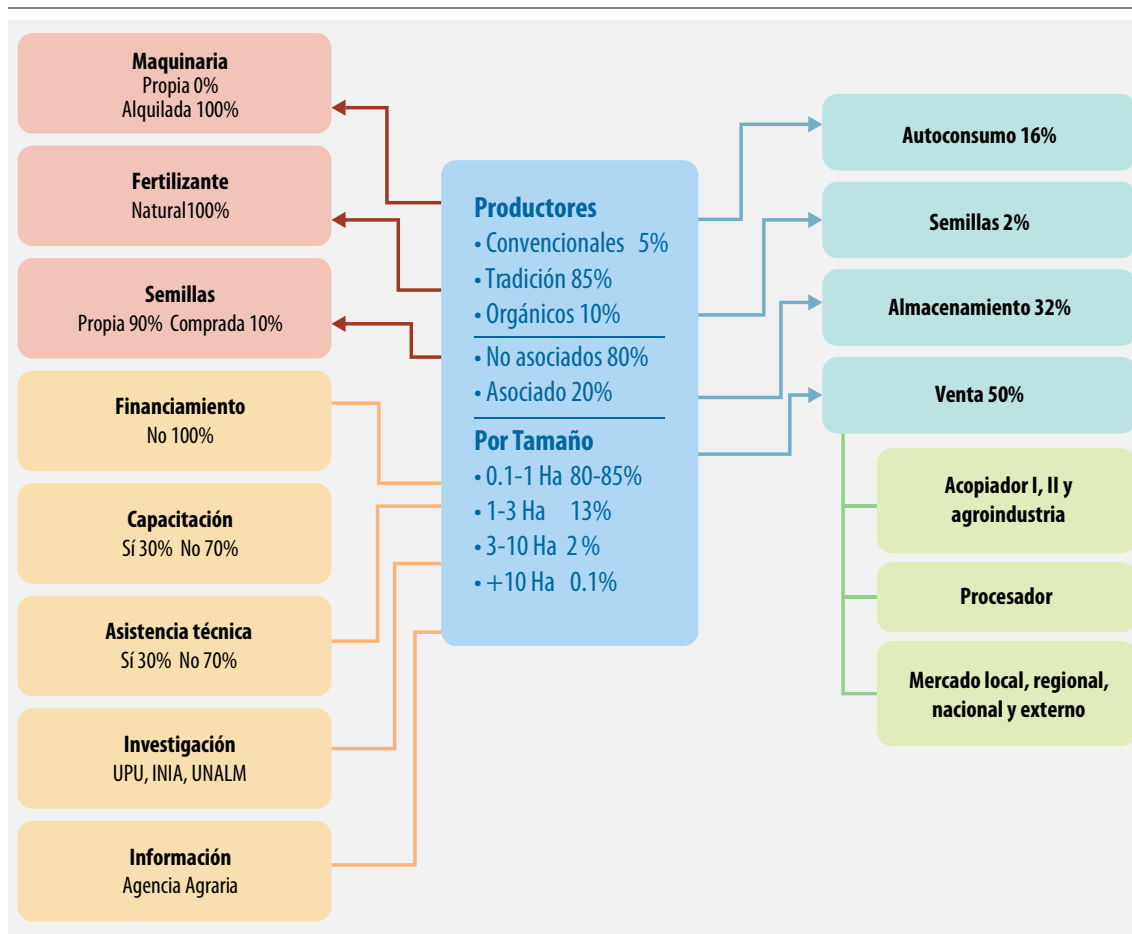 Maquinaria
Propia 0%
Alquilada 100%
Fertilizante
Natural100%
Semillas
Propia 90% Comprada 10%
Financiamiento
No 100%
Capacitación
Sí 30% No 70%
Asistencia técnica
Sí 30% No 70%
Investigación
UPU, INIA, UNALM
Información
Agencia Agraria
Productores
• Convencionales 5%
• Tradición 85%
• Orgánicos 10%
• No asociados 80%
• Asociado 20%
Por Tamaño
• 0.1-1 Ha 80-85%
• 1-3 Ha 13%
• 3-10 Ha 2 %
• +10 Ha 0.1%
Autoconsumo 16%
Semillas 2%
Almacenamiento 32%
Venta 50%
Acopiador I, II y
agroindustria
Procesador
Mercado local, regional,
nacional y externo